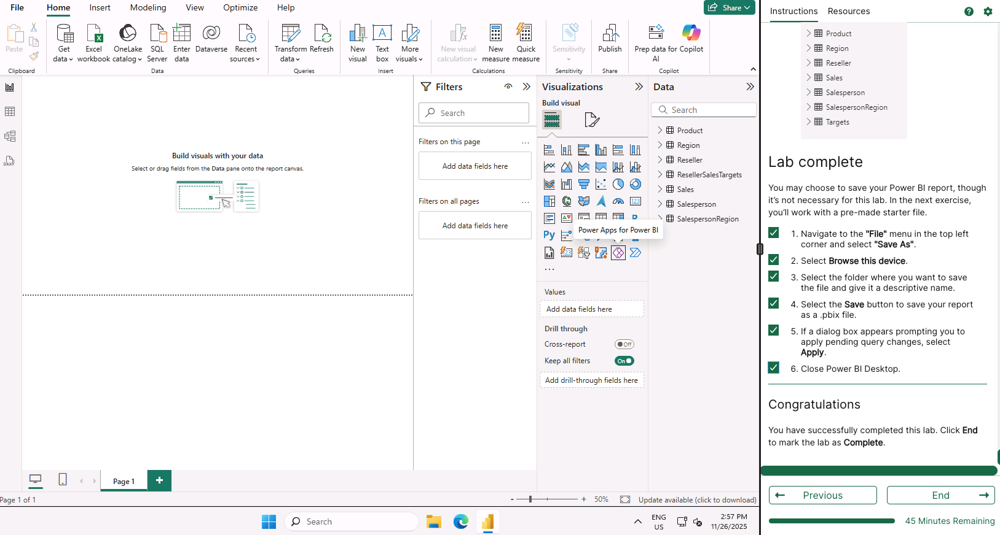 File
Home
Insert
Modeling
View
Optimize
Help
Share
Paste
Get
data
Excel
workbook
OneLake
catalog
SQL
Server
Enter
data
Dataverse
Recent
sources
Transform
data
Refresh
New
visual
Text
box
More
visuals
New visual
calculation
New
measure
Quick
measure
Sensitivity
Publish
Prep data for
AI
Copilot
Clipboard
Data
Queries
Insert
Calculations
Sensitivity
Share
Copilot
Build visuals with your data
Select or drag fields from the Data pane onto the report canvas.
Filters
Search
Filters on this page
Add data fields here
Filters on all pages
Add data fields here
Visualizations
Build visual
Power Apps for Power BI
Values
Add data fields here
Drill through
Cross-report
Off
Keep all filters
On
Add drill-through fields here
Data
Search
Product
Region
Reseller
ResellerSalesTargets
Sales
Salesperson
SalespersonRegion
Page 1
Page 1 of 1
50%
Update available (click to download)
Search
ENG
US
2:57 PM
11/26/2025
Instructions
Resources
Product
Region
Reseller
Sales
Salesperson
SalespersonRegion
Targets
Lab complete
You may choose to save your Power BI report, though
it’s not necessary for this lab. In the next exercise,
you’ll work with a pre-made starter file.
1. Navigate to the "File" menu in the top left
corner and select "Save As".
2. Select Browse this device.
3. Select the folder where you want to save
the file and give it a descriptive name.
4. Select the Save button to save your report
as a .pbix file.
5. If a dialog box appears prompting you to
apply pending query changes, select
Apply.
6. Close Power BI Desktop.
Congratulations
You have successfully completed this lab. Click End
to mark the lab as Complete.
Previous
End
45 Minutes Remaining